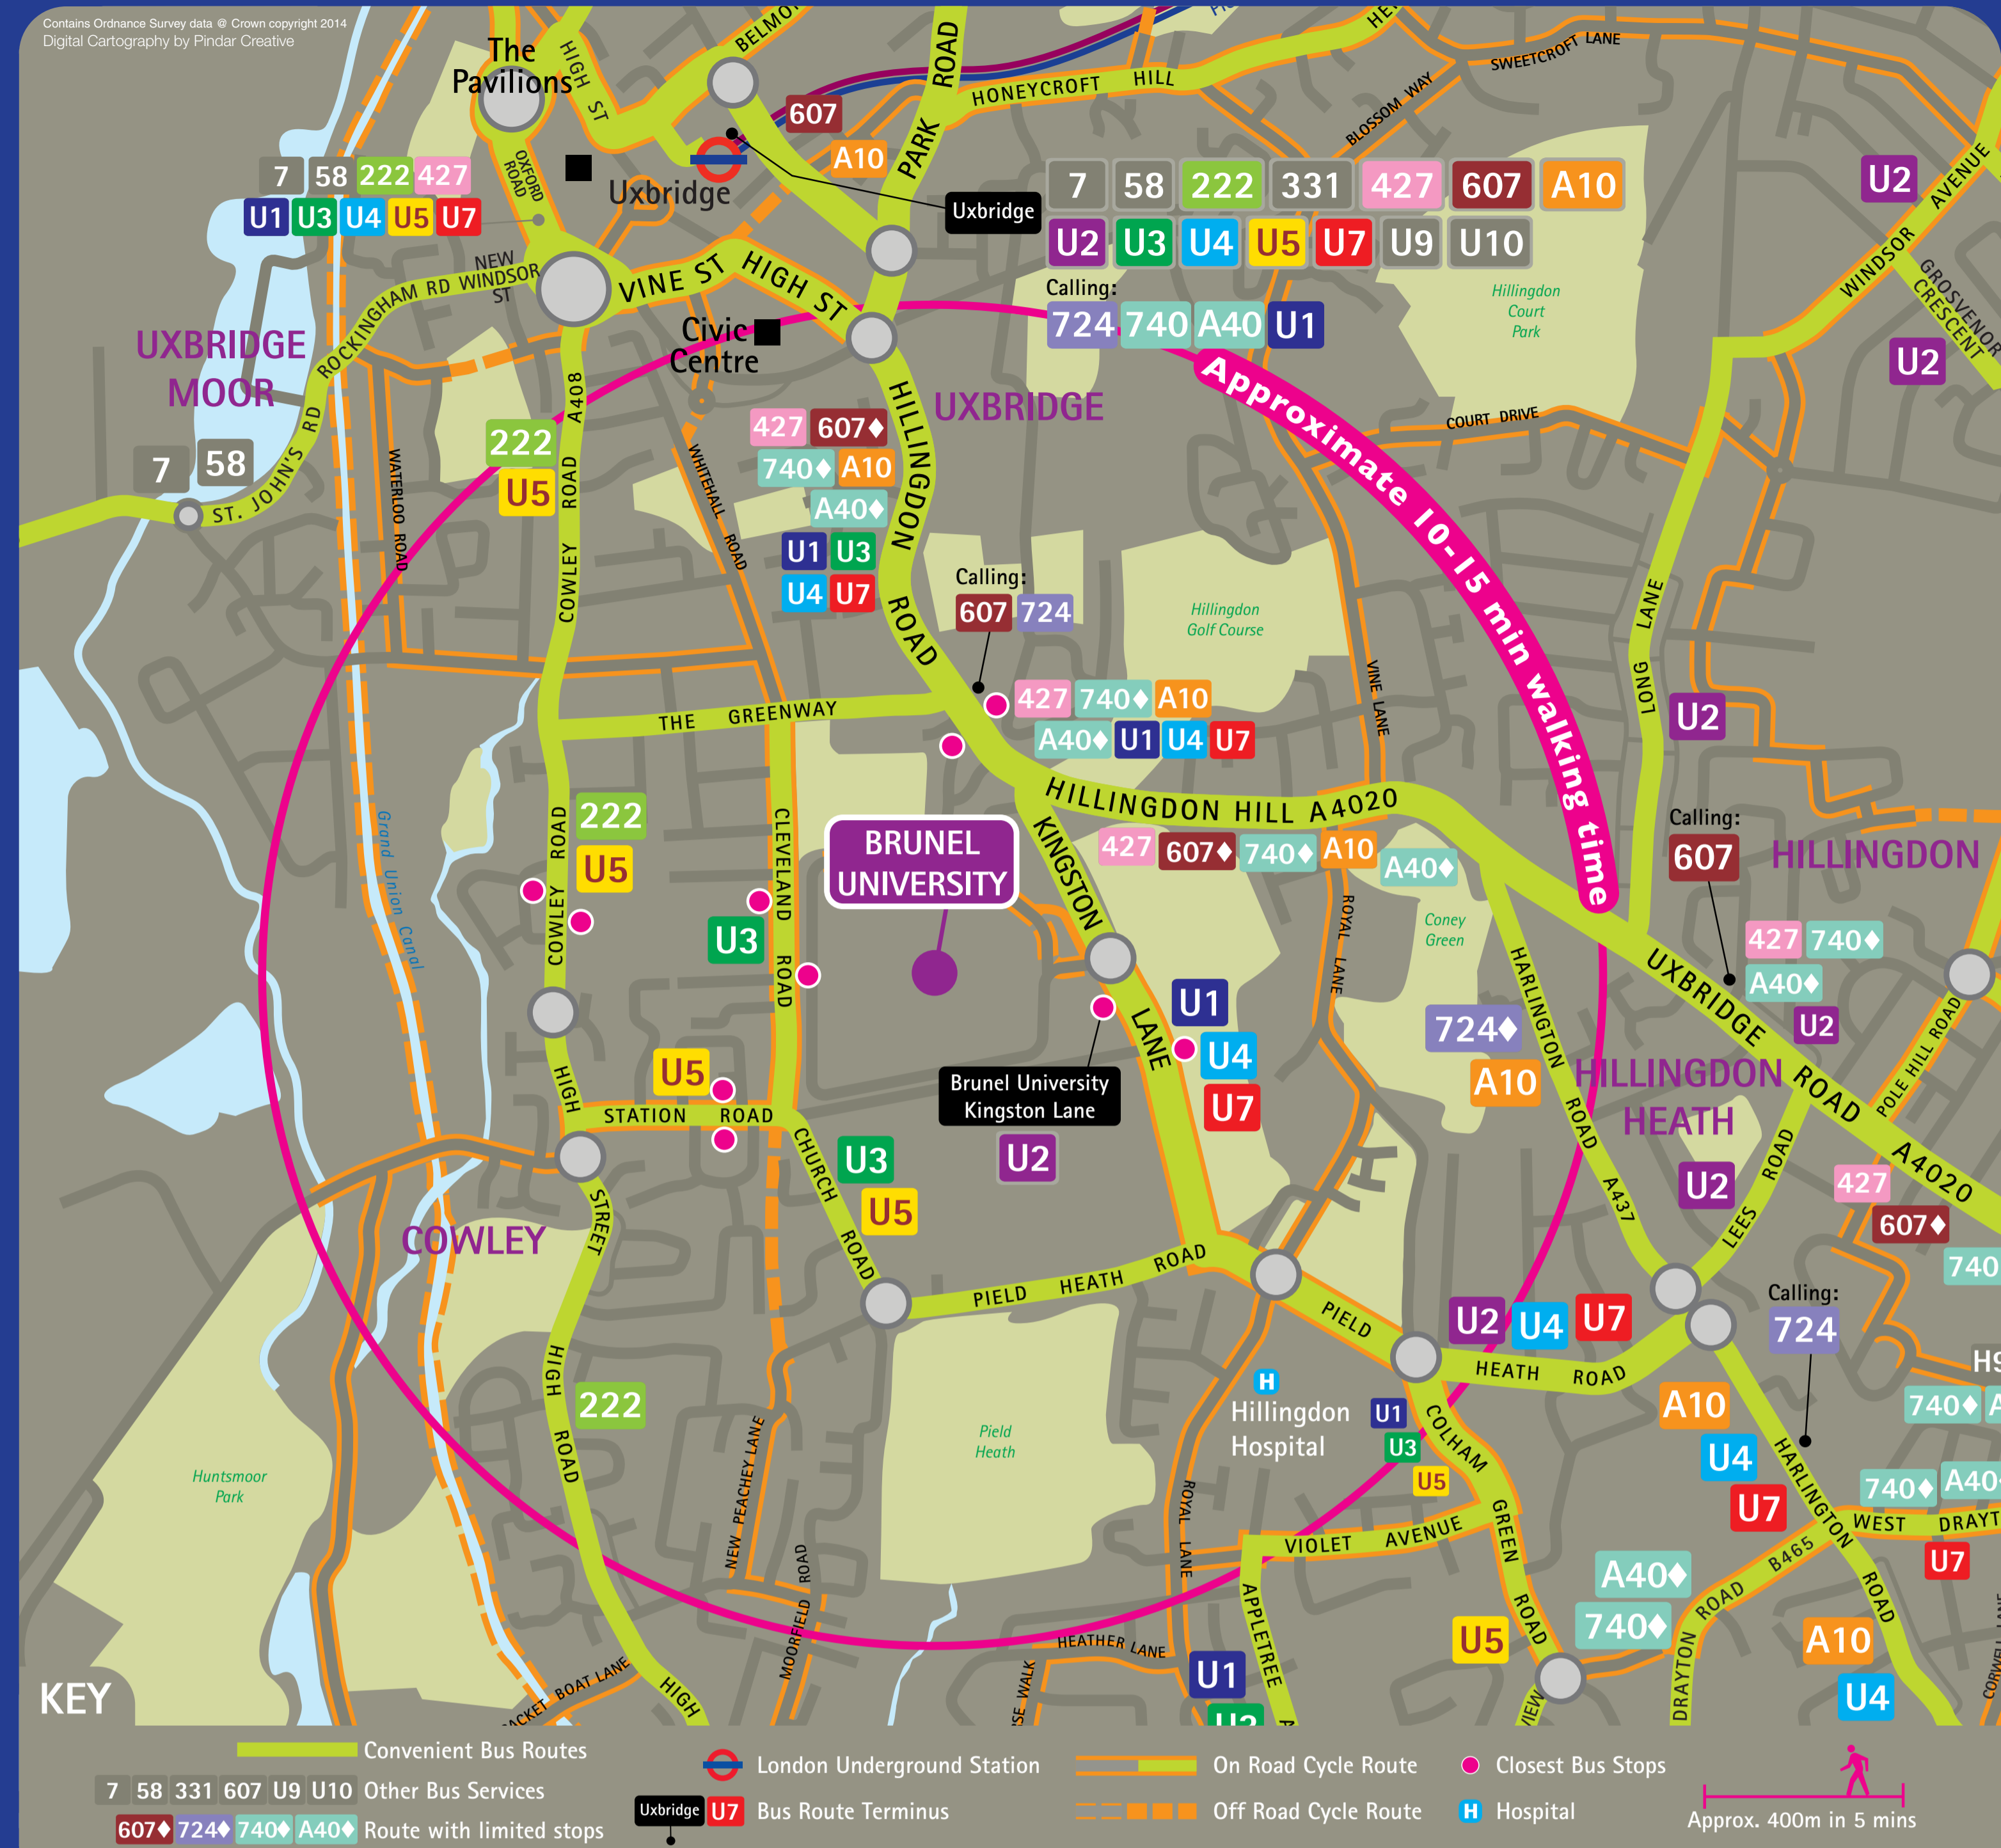 Contains Ordnance Survey data @ Crown copyright 2014
Digital Cartography by Pindar Creative
The
Pavilions
HIGH ST
BELMO
PARK ROAD
HONEYCROFT HILL
HE
SWEETCROFT LANE
BLOSSOM WAY
607
A10
OXFORD
ROAD
Uxbridge
7 58 222 427
U1 U3 U4 U5 U7
Uxbridge
7 58 222 331 427 607 A10
U2 U3 U4 U5 U7 U9 U10
Calling:
724 740 A40 U1
U2
WINDSOR AVENUE
GROSVENOR
CRESCENT
U2
Hillingdon
Court
Park
NEW
WINDSOR
ST
ROCKINGHAM RD
VINE ST
HIGH ST
Civic
Centre
UXBRIDGE
MOOR
ST. JOHN'S RD
7 58
WATERLOO ROAD
222
U5
COWLEY ROAD A408
WHITEHALL ROAD
427 607♦
740♦ A10
A40♦
U1 U3
U4 U7
HILLINGDON ROAD
UXBRIDGE
Approximate 10-15 min walking time
COURT DRIVE
Calling:
607 724
Hillingdon
Golf Course
VINE LANE
LONG LANE
U2
THE GREENWAY
427 740♦ A10
A40♦ U1 U4 U7
HILLINGDON HILL A4020
427 607♦ 740♦ A10 A40♦
Calling:
607
HILLINGDON
427 740♦
A40♦
U2
Grand Union Canal
COWLEY ROAD
222
U5
CLEVELAND ROAD
U3
BRUNEL
UNIVERSITY
KINGSTON LANE
ROYAL LANE
Coney
Green
HARLINGTON ROAD A437
724♦
A10
UXBRIDGE ROAD A4020
POLE HILL ROAD
HILLINGDON
HEATH
U1
U4
U7
Brunel University
Kingston Lane
U2
HIGH STREET
U5
STATION ROAD
CHURCH ROAD
U3
U5
COWLEY
U2
LEES ROAD
427
607♦
740
PIELD HEATH ROAD
PIELD HEATH ROAD
U2 U4 U7
Calling:
724
H9
740♦ A
HIGH ROAD
222
Huntsmoor
Park
Pield
Heath
H
Hillingdon
Hospital
U1
U3
U5
COLHAM GREEN ROAD
A10
U4
U7
HARLINGTON ROAD
740♦ A40
WEST DRAYT
U7
NEW PEACHEY LANE
MOORFIELD ROAD
ROYAL LANE
VIOLET AVENUE
APPLETREE A
A40♦
740♦
DRAYTON ROAD B465
U5
A10
U4
CORWELL LANE
HEATHER LANE
SE WALK
U1
U3
VIEW
PACKET BOAT LANE
HIGH
KEY
Convenient Bus Routes
7 58 331 607 U9 U10 Other Bus Services
607♦ 724♦ 740♦ A40♦ Route with limited stops
London Underground Station
Uxbridge U7 Bus Route Terminus
On Road Cycle Route
Off Road Cycle Route
Closest Bus Stops
H Hospital
Approx. 400m in 5 mins